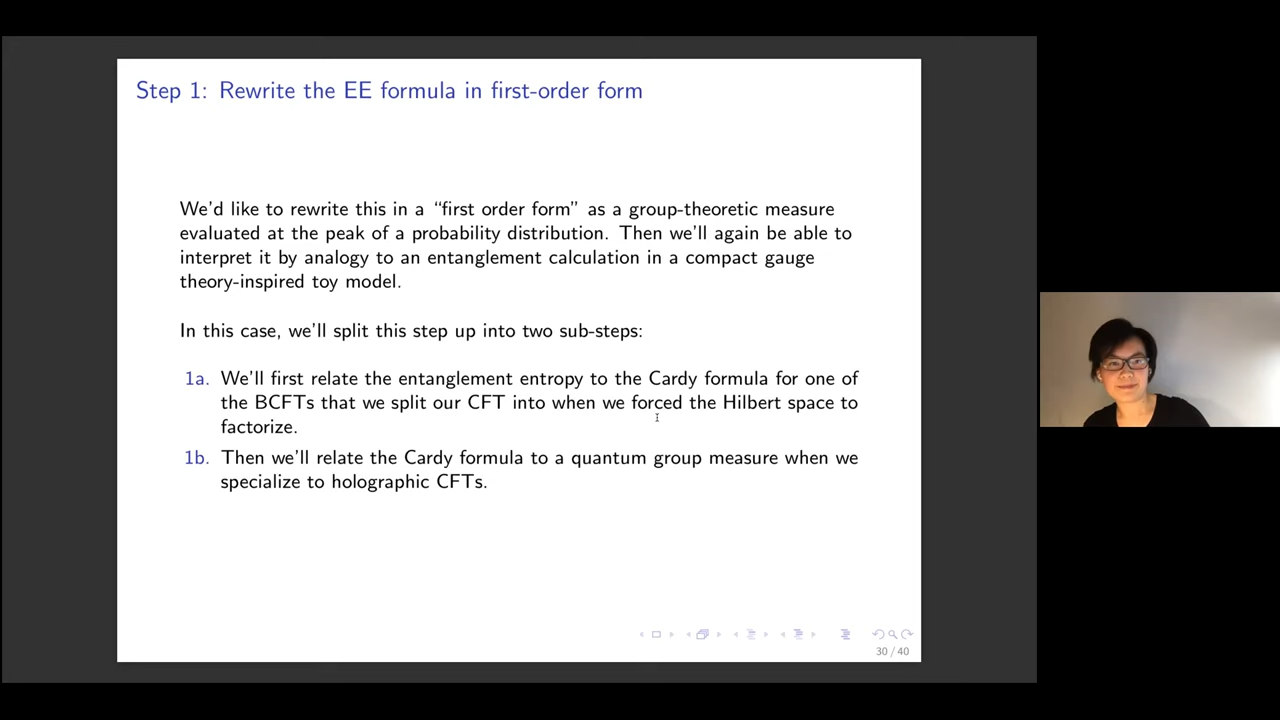 Step 1: Rewrite the EE formula in first-order form
We'd like to rewrite this in a “first order form” as a group-theoretic measure
evaluated at the peak of a probability distribution. Then we'll again be able to
interpret it by analogy to an entanglement calculation in a compact gauge
theory-inspired toy model.
In this case, we'll split this step up into two sub-steps:
1a. We'll first relate the entanglement entropy to the Cardy formula for one of
the BCFTs that we split our CFT into when we forced the Hilbert space to
factorize.
1b. Then we'll relate the Cardy formula to a quantum group measure when we
specialize to holographic CFTs.
30 / 40